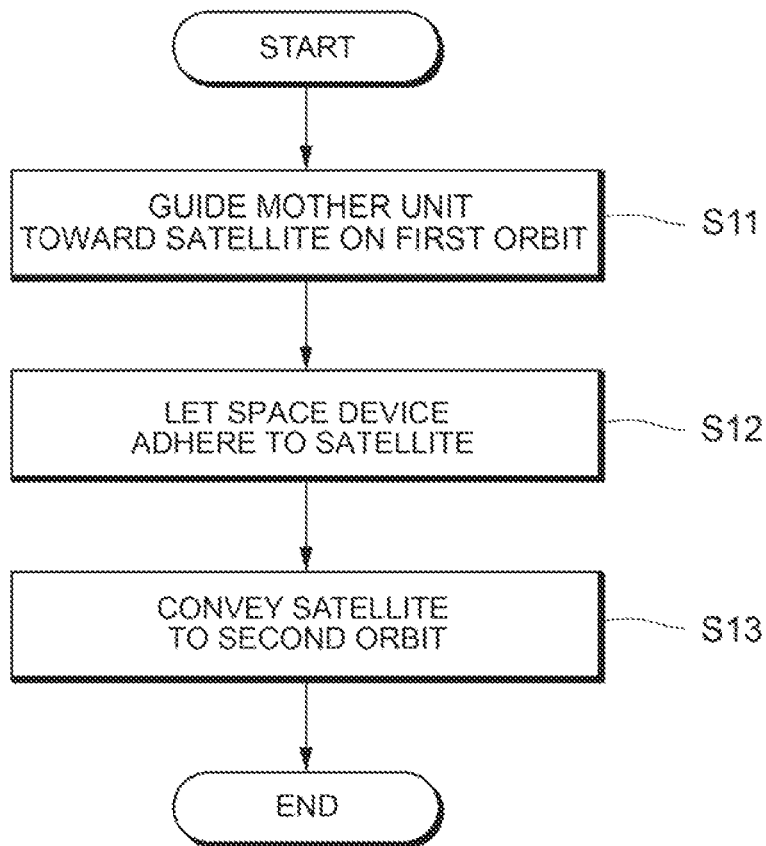 START
GUIDE MOTHER UNIT
TOWARD SATELLITE ON FIRST ORBIT
S11
LET SPACE DEVICE
ADHERE TO SATELLITE
S12
CONVEY SATELLITE
TO SECOND ORBIT
S13
END